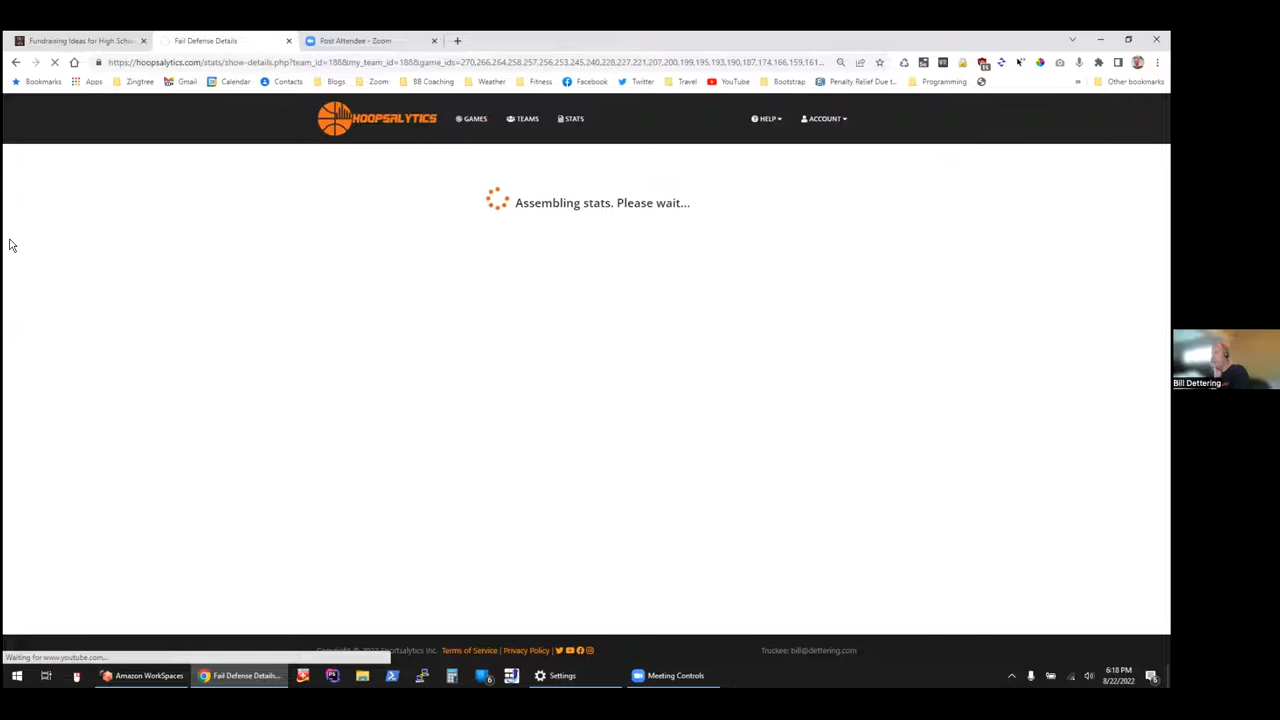 Fundraising Ideas for High Scho
Fail Defense Details
Post Attendee - Zoom
https://hoopsalytics.com/stats/show-details.php?team_id=188&my_team_id=188&game_ids=270,266,264,258,257,256,253,245,240,228,227,221,207,200,199,195,193,190,187,174,166,159,161...
Bookmarks Apps Zingtree Gmail Calendar Contacts Blogs Zoom BB Coaching Fitness Weather Facebook Twitter Travel YouTube Bootstrap Penalty Relief Due t... Programming » Other bookmarks
HOOPSALYTICS GAMES TEAMS STATS HELP ACCOUNT
Assembling stats. Please wait...
Bill Dettering
Sportsalytics Inc. Terms of Service | Privacy Policy | Truckee: bill@dettering.com
Waiting for www.youtube.com...
Amazon WorkSpaces Fail Defense Details... Settings Meeting Controls
6:18 PM
8/22/2022